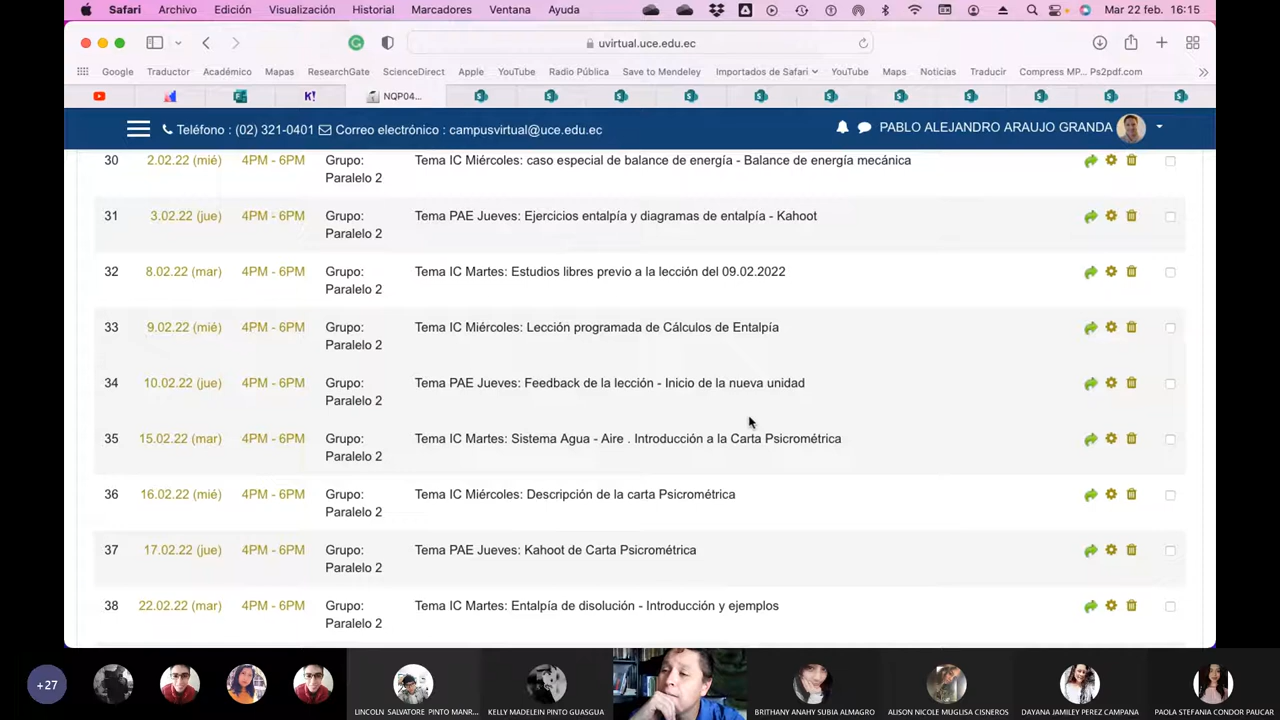 Safari Archivo Edición Visualización Historial Marcadores Ventana Ayuda Mar 22 feb. 16:15
uvirtual.uce.edu.ec
Google Traductor Académico Mapas ResearchGate ScienceDirect Apple YouTube Radio Pública Save to Mendeley Importados de Safari YouTube Maps Noticias Traducir Compress MP... Ps2pdf.com
NQP04...
Teléfono : (02) 321-0401 Correo electrónico : campusvirtual@uce.edu.ec PABLO ALEJANDRO ARAUJO GRANDA
30 2.02.22 (mié) 4PM - 6PM Grupo: Tema IC Miércoles: caso especial de balance de energía - Balance de energía mecánica
Paralelo 2
31 3.02.22 (jue) 4PM - 6PM Grupo: Tema PAE Jueves: Ejercicios entalpía y diagramas de entalpía - Kahoot
Paralelo 2
32 8.02.22 (mar) 4PM - 6PM Grupo: Tema IC Martes: Estudios libres previo a la lección del 09.02.2022
Paralelo 2
33 9.02.22 (mié) 4PM - 6PM Grupo: Tema IC Miércoles: Lección programada de Cálculos de Entalpía
Paralelo 2
34 10.02.22 (jue) 4PM - 6PM Grupo: Tema PAE Jueves: Feedback de la lección - Inicio de la nueva unidad
Paralelo 2
35 15.02.22 (mar) 4PM - 6PM Grupo: Tema IC Martes: Sistema Agua - Aire . Introducción a la Carta Psicrométrica
Paralelo 2
36 16.02.22 (mié) 4PM - 6PM Grupo: Tema IC Miércoles: Descripción de la carta Psicrométrica
Paralelo 2
37 17.02.22 (jue) 4PM - 6PM Grupo: Tema PAE Jueves: Kahoot de Carta Psicrométrica
Paralelo 2
38 22.02.22 (mar) 4PM - 6PM Grupo: Tema IC Martes: Entalpía de disolución - Introducción y ejemplos
Paralelo 2
+27
LINCOLN SALVATORE PINTO MANR... KELLY MADELEIN PINTO GUASGUA BRITHANY ANAHY SUBIA ALMAGRO ALISON NICOLE MUGLISA CISNEROS DAYANA JAMILEY PEREZ CAMPANA PAOLA STEFANIA CONDOR PAUCAR